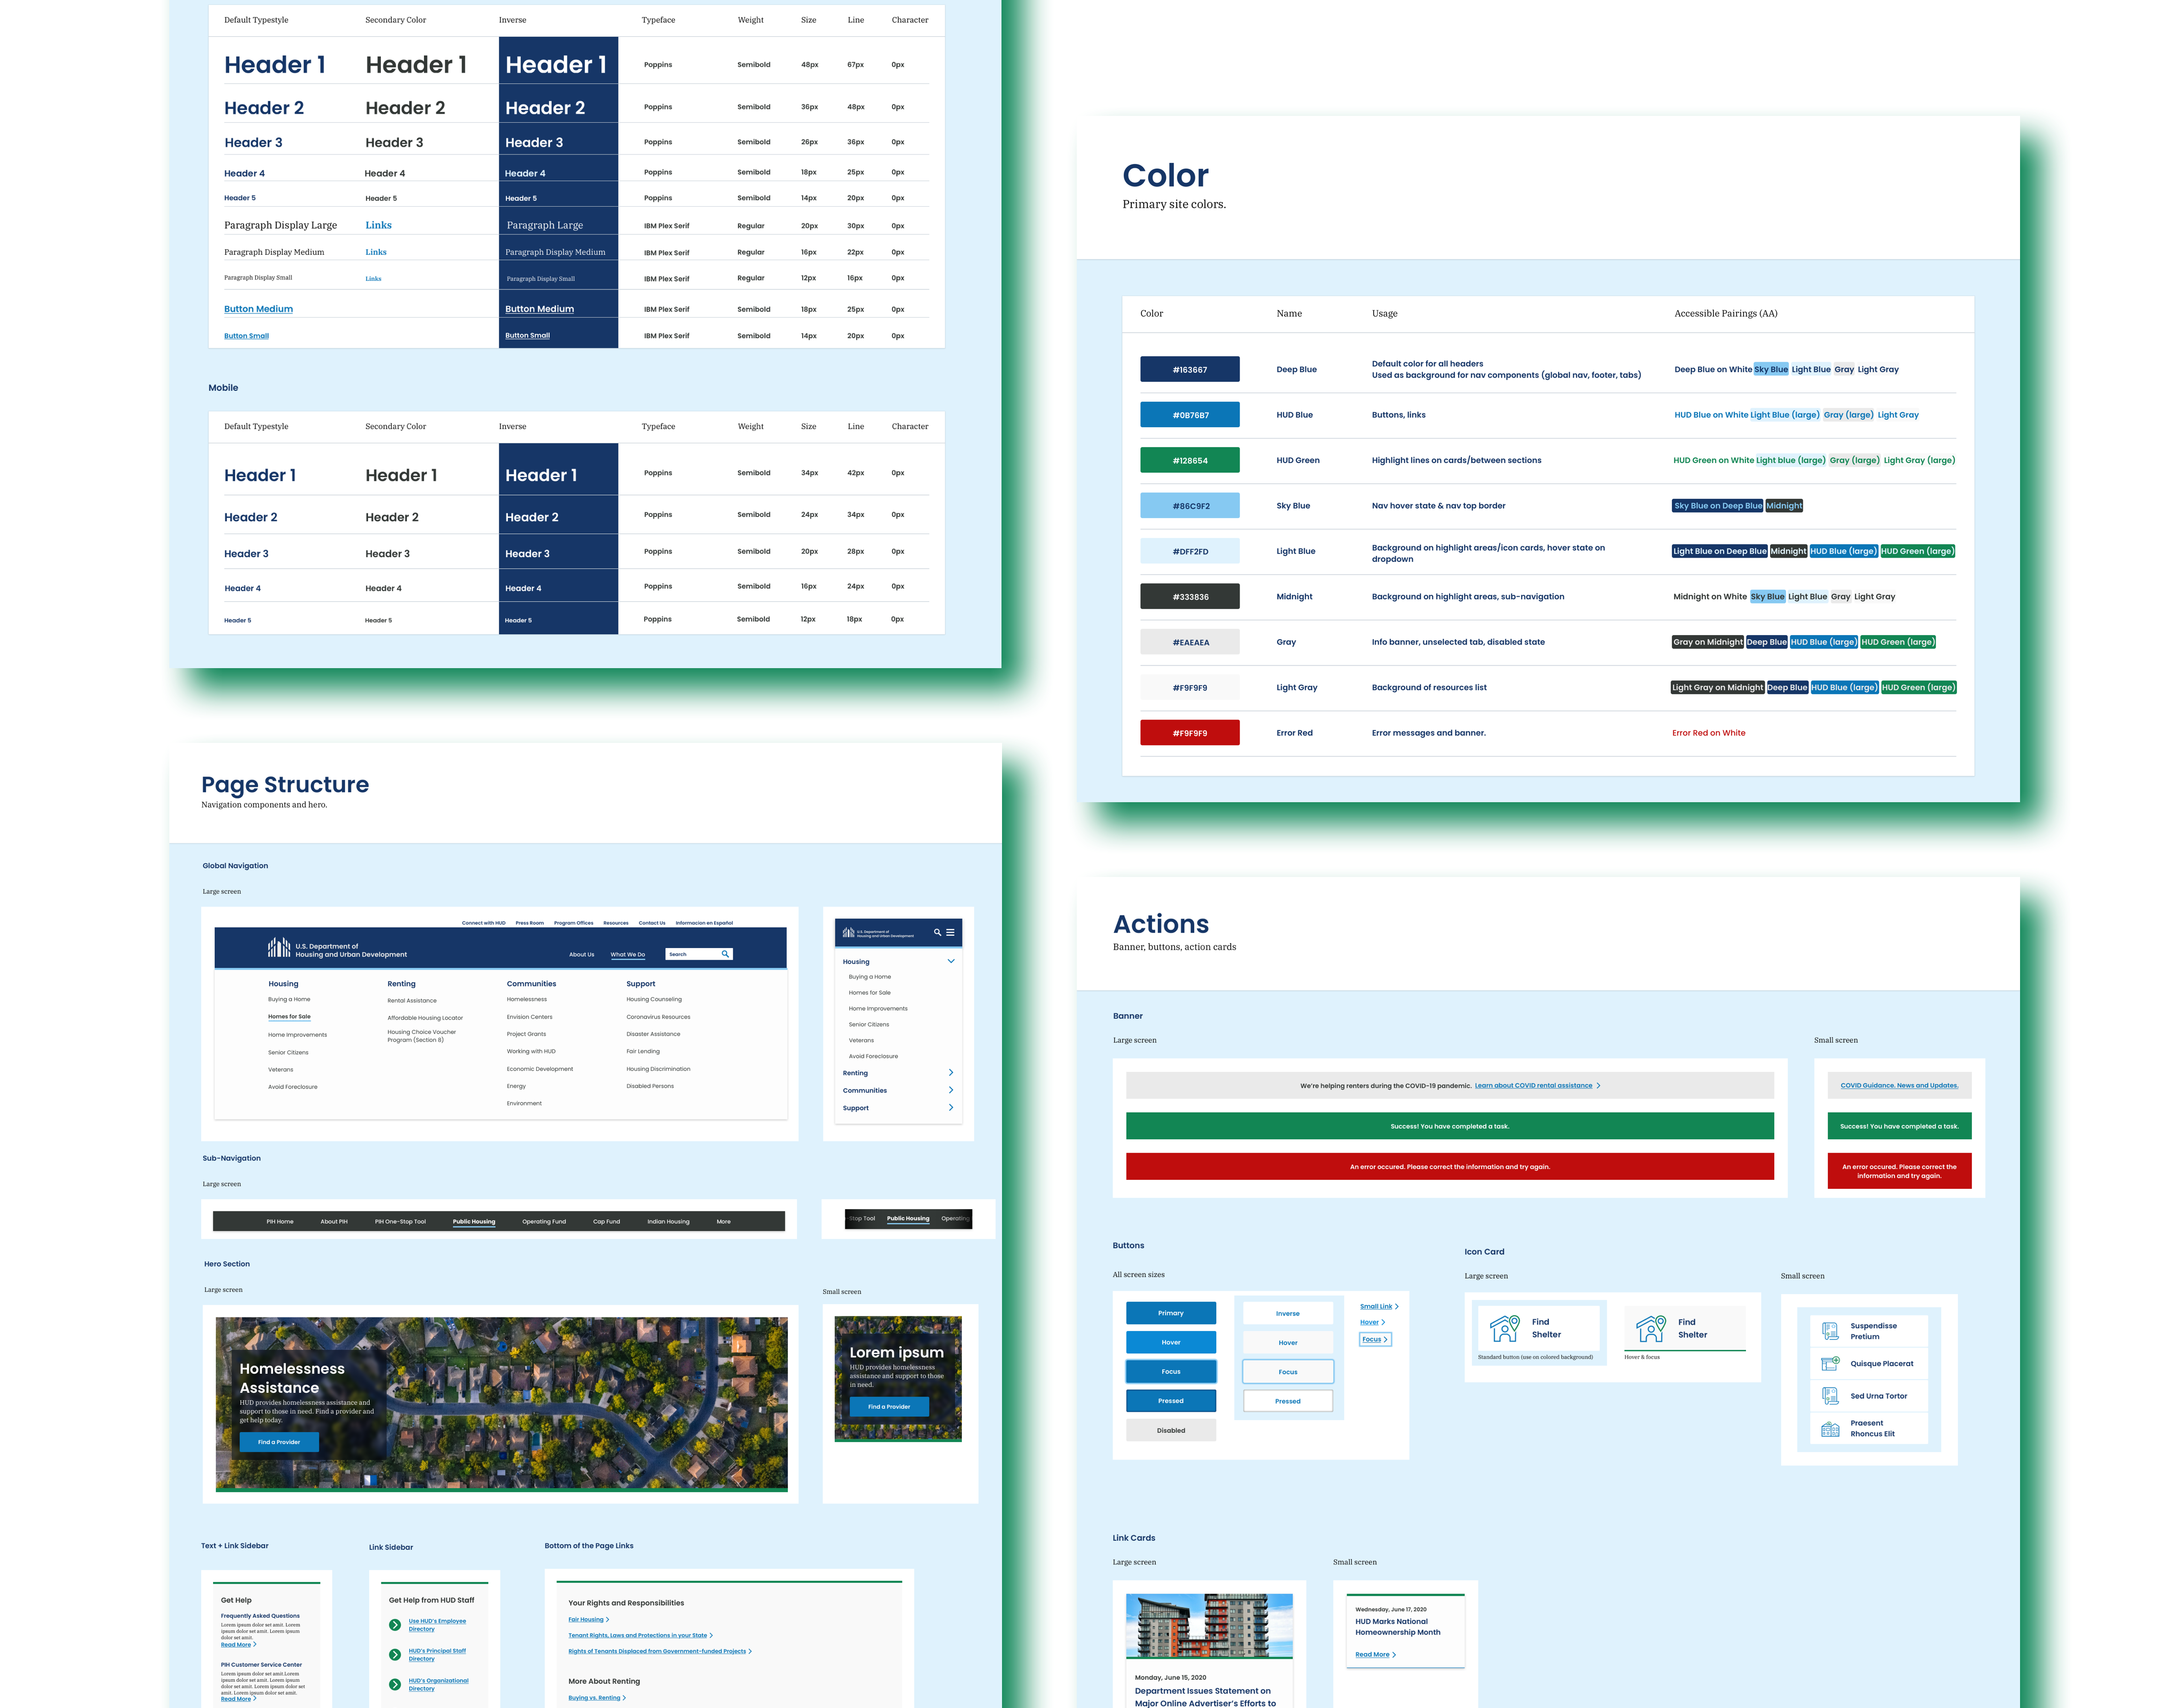 Default Typestyle Secondary Color Inverse Typeface Weight Size Line Character
Header 1 Header 1 Header 1 Poppins Semibold 48px 67px 0px
Header 2 Header 2 Header 2 Poppins Semibold 36px 48px 0px
Header 3 Header 3 Header 3 Poppins Semibold 26px 36px 0px
Header 4 Header 4 Header 4 Poppins Semibold 18px 25px 0px
Header 5 Header 5 Header 5 Poppins Semibold 14px 20px 0px
Paragraph Display Large Links Paragraph Large IBM Plex Serif Regular 20px 30px 0px
Paragraph Display Medium Links Paragraph Display Medium IBM Plex Serif Regular 16px 22px 0px
Paragraph Display Small Links Paragraph Display Small IBM Plex Serif Regular 12px 16px 0px
Button Medium Button Medium IBM Plex Serif Semibold 18px 25px 0px
Button Small Button Small IBM Plex Serif Semibold 14px 20px 0px
Mobile
Default Typestyle Secondary Color Inverse Typeface Weight Size Line Character
Header 1 Header 1 Header 1 Poppins Semibold 34px 42px 0px
Header 2 Header 2 Header 2 Poppins Semibold 24px 34px 0px
Header 3 Header 3 Header 3 Poppins Semibold 20px 28px 0px
Header 4 Header 4 Header 4 Poppins Semibold 16px 24px 0px
Header 5 Header 5 Header 5 Poppins Semibold 12px 18px 0px
Color
Primary site colors.
Color Name Usage Accessible Pairings (AA)
#163667 Deep Blue Default color for all headers
Used as background for nav components (global nav, footer, tabs) Deep Blue on White Sky Blue Light Blue Gray Light Gray
#0B76B7 HUD Blue Buttons, links HUD Blue on White Light Blue (large) Gray (large) Light Gray
#128654 HUD Green Highlight lines on cards/between sections HUD Green on White Light blue (large) Gray (large) Light Gray (large)
#86C9F2 Sky Blue Nav hover state & nav top border Sky Blue on Deep Blue Midnight
#DFF2FD Light Blue Background on highlight areas/icon cards, hover state on
dropdown Light Blue on Deep Blue Midnight HUD Blue (large) HUD Green (large)
#333836 Midnight Background on highlight areas, sub-navigation Midnight on White Sky Blue Light Blue Gray Light Gray
#EAEAEA Gray Info banner, unselected tab, disabled state Gray on Midnight Deep Blue HUD Blue (large) HUD Green (large)
#F9F9F9 Light Gray Background of resources list Light Gray on Midnight Deep Blue HUD Blue (large) HUD Green (large)
#F9F9F9 Error Red Error messages and banner. Error Red on White
Page Structure
Navigation components and hero.
Global Navigation
Large screen
Connect with HUD Press Room Program Offices Resources Contact Us Informacion en Español
U.S. Department of
Housing and Urban Development
About Us What We Do Search
Housing Renting Communities Support
Buying a Home Rental Assistance Homelessness Housing Counseling
Homes for Sale Affordable Housing Locator Envision Centers Coronavirus Resources
Home Improvements Housing Choice Voucher
Program (Section 8) Project Grants Disaster Assistance
Senior Citizens Working with HUD Fair Lending
Veterans Economic Development Housing Discrimination
Avoid Foreclosure Energy Disabled Persons
Environment
U.S. Department of
Housing and Urban Development
Housing
Buying a Home
Homes for Sale
Home Improvements
Senior Citizens
Veterans
Avoid Foreclosure
Renting
Communities
Support
Sub-Navigation
Large screen
PIH Home About PIH PIH One-Stop Tool Public Housing Operating Fund Cap Fund Indian Housing More
Stop Tool Public Housing Operating
Hero Section
Large screen
Small screen
Homelessness
Assistance
HUD provides homelessness assistance and
support to those in need. Find a provider and
get help today.
Find a Provider
Lorem ipsum
HUD provides homelessness
assistance and support to those
in need.
Find a Provider
Text + Link Sidebar
Get Help
Frequently Asked Questions
Lorem ipsum dolor set amit. Lorem
ipsum dolor set amit. Lorem ipsum
dolor set amit.
Read More
PIH Customer Service Center
Lorem ipsum dolor set amit.Lorem
ipsum dolor set amit. Lorem ipsum
dolor set amit. Lorem ipsum dolor set
amit. Lorem ipsum dolor set amit.
Read More
Link Sidebar
Get Help from HUD Staff
Use HUD's Employee
Directory
HUD's Principal Staff
Directory
HUD's Organizational
Directory
Bottom of the Page Links
Your Rights and Responsibilities
Fair Housing
Tenant Rights, Laws and Protections in your State
Rights of Tenants Displaced from Government-funded Projects
More About Renting
Buying vs. Renting
Actions
Banner, buttons, action cards
Banner
Large screen
Small screen
We're helping renters during the COVID-19 pandemic. Learn about COVID rental assistance
Success! You have completed a task.
An error occured. Please correct the information and try again.
COVID Guidance. News and Updates.
Success! You have completed a task.
An error occured. Please correct the
information and try again.
Buttons
All screen sizes
Primary Inverse Small Link
Hover Hover Hover
Focus Focus Focus
Pressed Pressed
Disabled
Icon Card
Large screen
Small screen
Find
Shelter
Standard button (use on colored background)
Find
Shelter
Hover & focus
Suspendisse
Pretium
Quisque Placerat
Sed Urna Tortor
Praesent
Rhoncus Elit
Link Cards
Large screen
Small screen
Monday, June 15, 2020
Department Issues Statement on
Major Online Advertiser's Efforts to
Wednesday, June 17, 2020
HUD Marks National
Homeownership Month
Read More